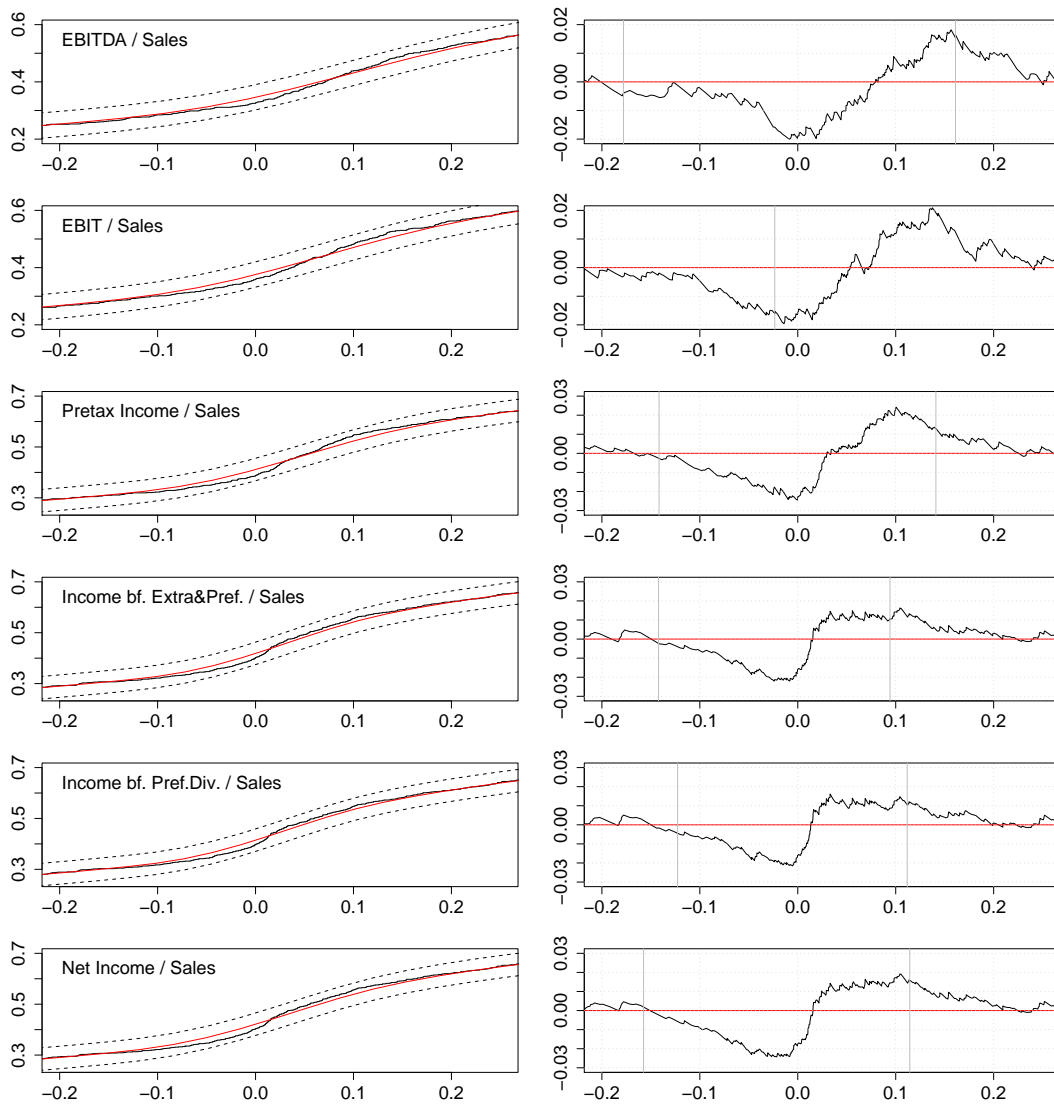 EBITDA / Sales
0.2 0.4 0.6
−0.2 −0.1 0.0 0.1 0.2
−0.02 0.00 0.02
−0.2 −0.1 0.0 0.1 0.2
EBIT / Sales
0.2 0.4 0.6
−0.2 −0.1 0.0 0.1 0.2
−0.02 0.00 0.02
−0.2 −0.1 0.0 0.1 0.2
Pretax Income / Sales
0.3 0.5 0.7
−0.2 −0.1 0.0 0.1 0.2
−0.03 0.00 0.03
−0.2 −0.1 0.0 0.1 0.2
Income bf. Extra&Pref. / Sales
0.3 0.5 0.7
−0.2 −0.1 0.0 0.1 0.2
−0.03 0.00 0.03
−0.2 −0.1 0.0 0.1 0.2
Income bf. Pref.Div. / Sales
0.3 0.5 0.7
−0.2 −0.1 0.0 0.1 0.2
−0.03 0.00 0.03
−0.2 −0.1 0.0 0.1 0.2
Net Income / Sales
0.3 0.5 0.7
−0.2 −0.1 0.0 0.1 0.2
−0.03 0.00 0.03
−0.2 −0.1 0.0 0.1 0.2